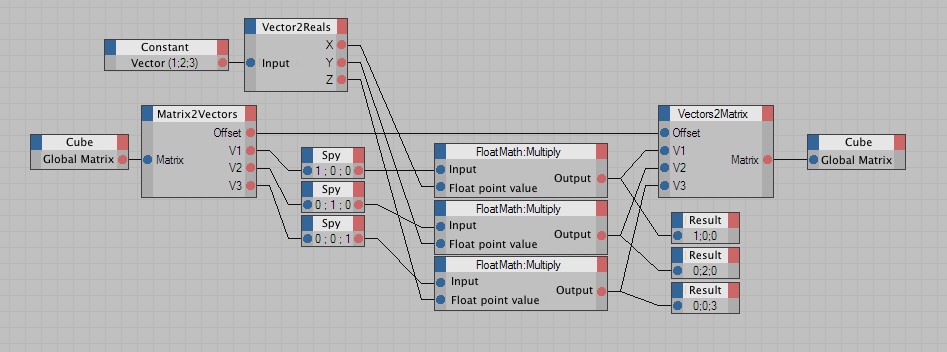 Vector2Reals
X
Constant
Vector (1;2;3)
Input
Y
Z
Matrix2Vectors
Vectors2Matrix
Offset
Offset
Cube
Global Matrix
Matrix
V1
V2
V3
Spy
1 ; 0 ; 0
Spy
0 ; 1 ; 0
Spy
0 ; 0 ; 1
FloatMath:Multiply
Input
Float point value
Output
FloatMath:Multiply
Input
Float point value
Output
FloatMath:Multiply
Input
Float point value
Output
V1
V2
V3
Matrix
Cube
Global Matrix
Result
1;0;0
Result
0;2;0
Result
0;0;3